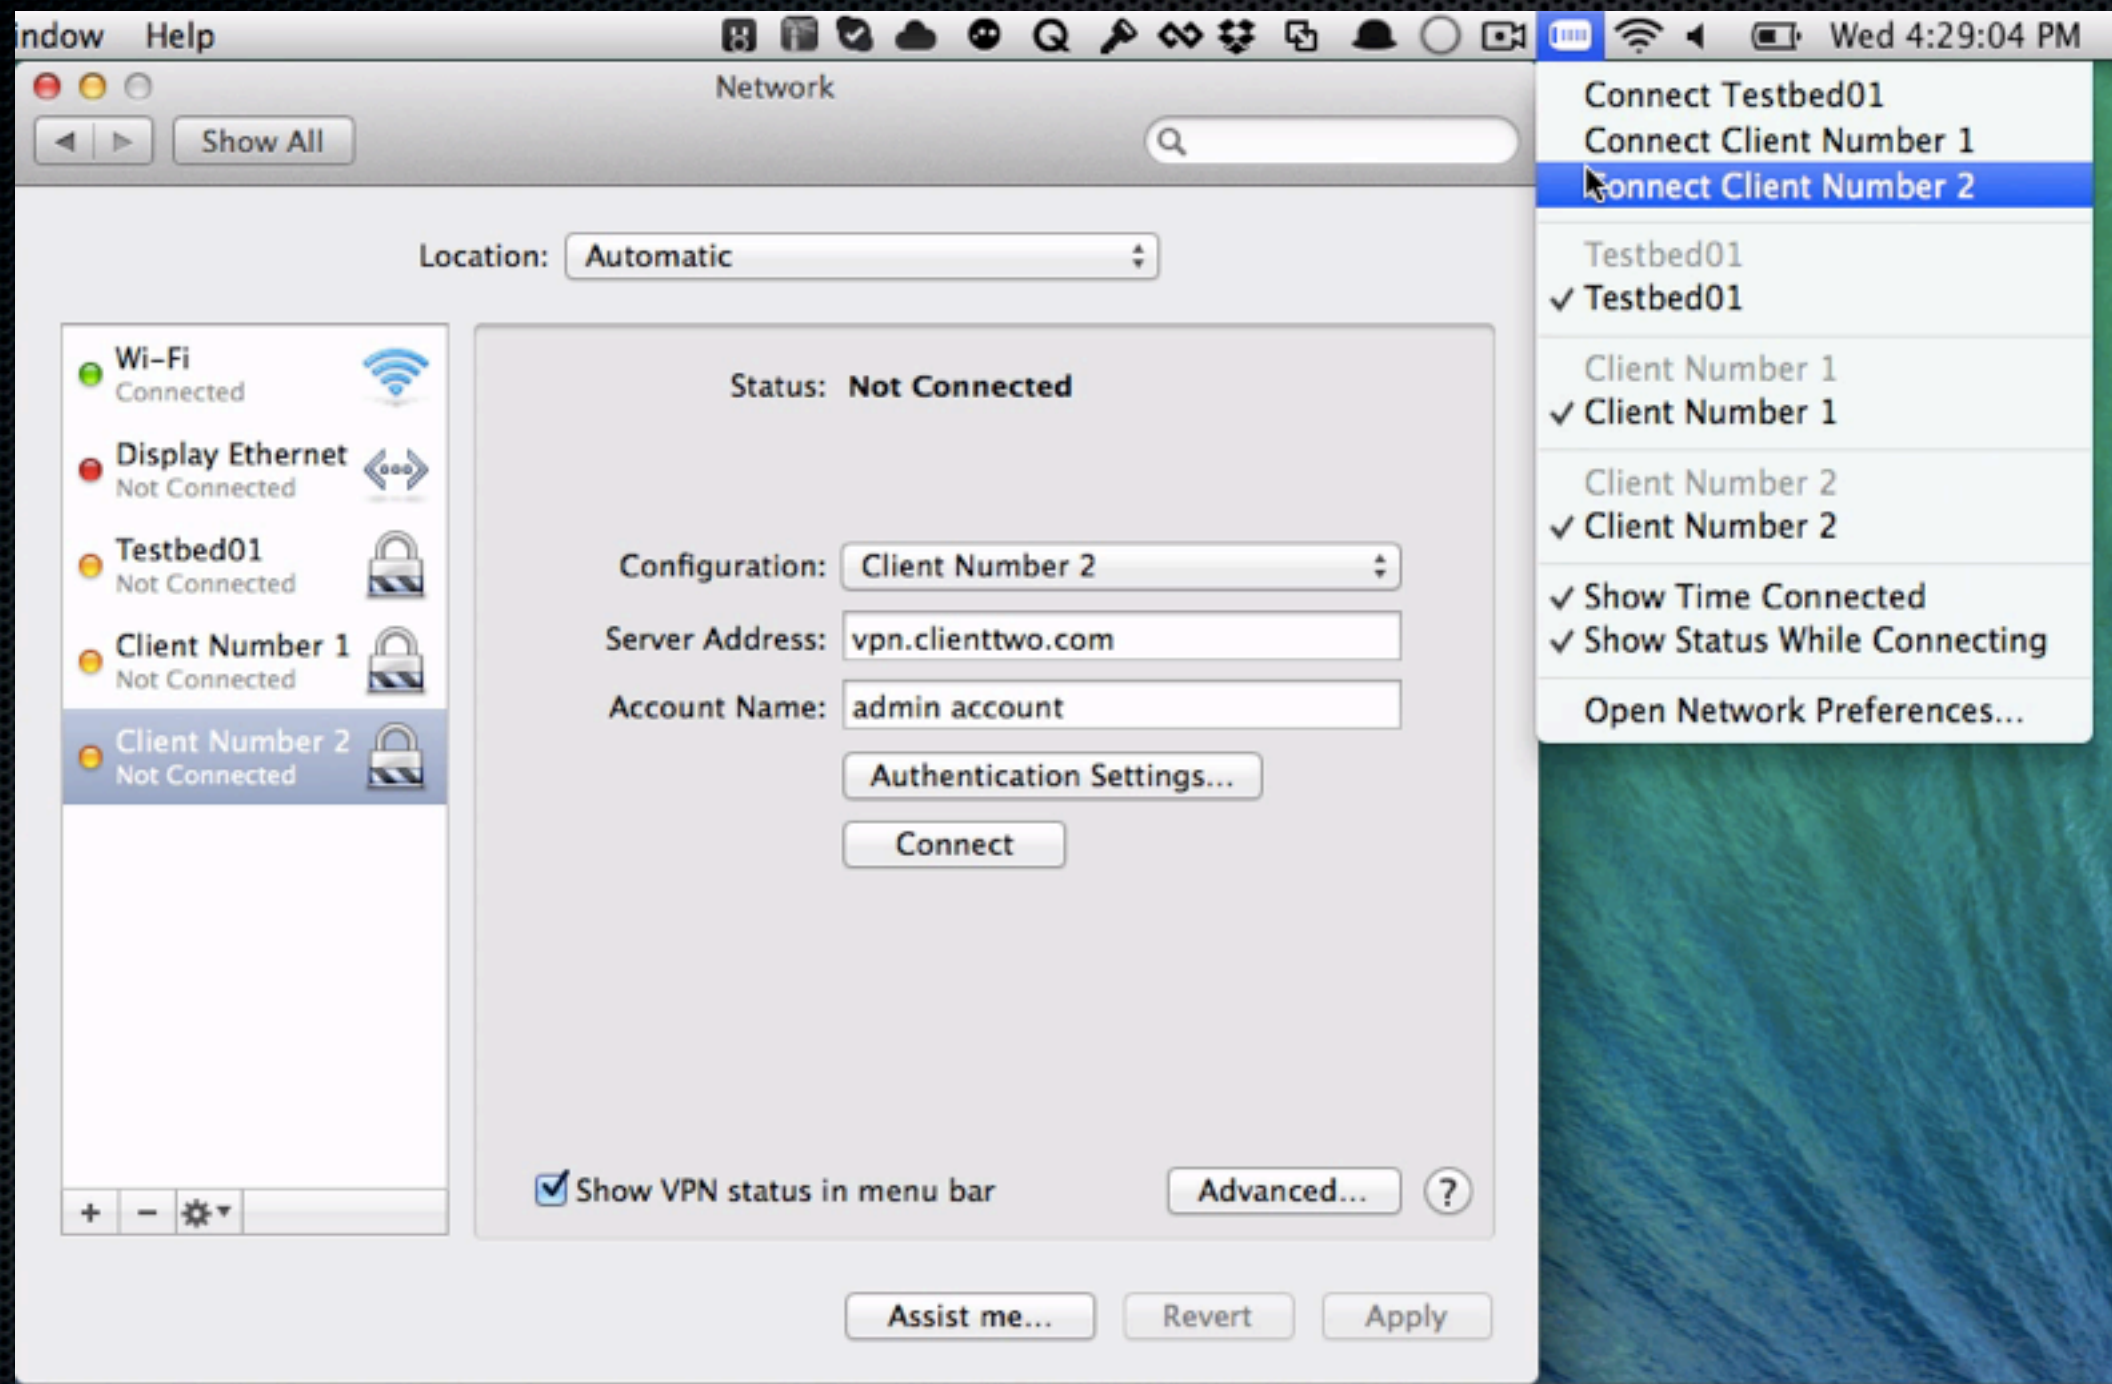 indow Help
Wed 4:29:04 PM
Network
Show All
Location: Automatic
Wi-Fi
Connected
Display Ethernet
Not Connected
Testbed01
Not Connected
Client Number 1
Not Connected
Client Number 2
Not Connected
Status: Not Connected
Configuration: Client Number 2
Server Address: vpn.clienttwo.com
Account Name: admin account
Authentication Settings...
Connect
Show VPN status in menu bar
Advanced...
?
Assist me...
Revert
Apply
Connect Testbed01
Connect Client Number 1
Connect Client Number 2
Testbed01
Testbed01
Client Number 1
Client Number 1
Client Number 2
Client Number 2
Show Time Connected
Show Status While Connecting
Open Network Preferences...